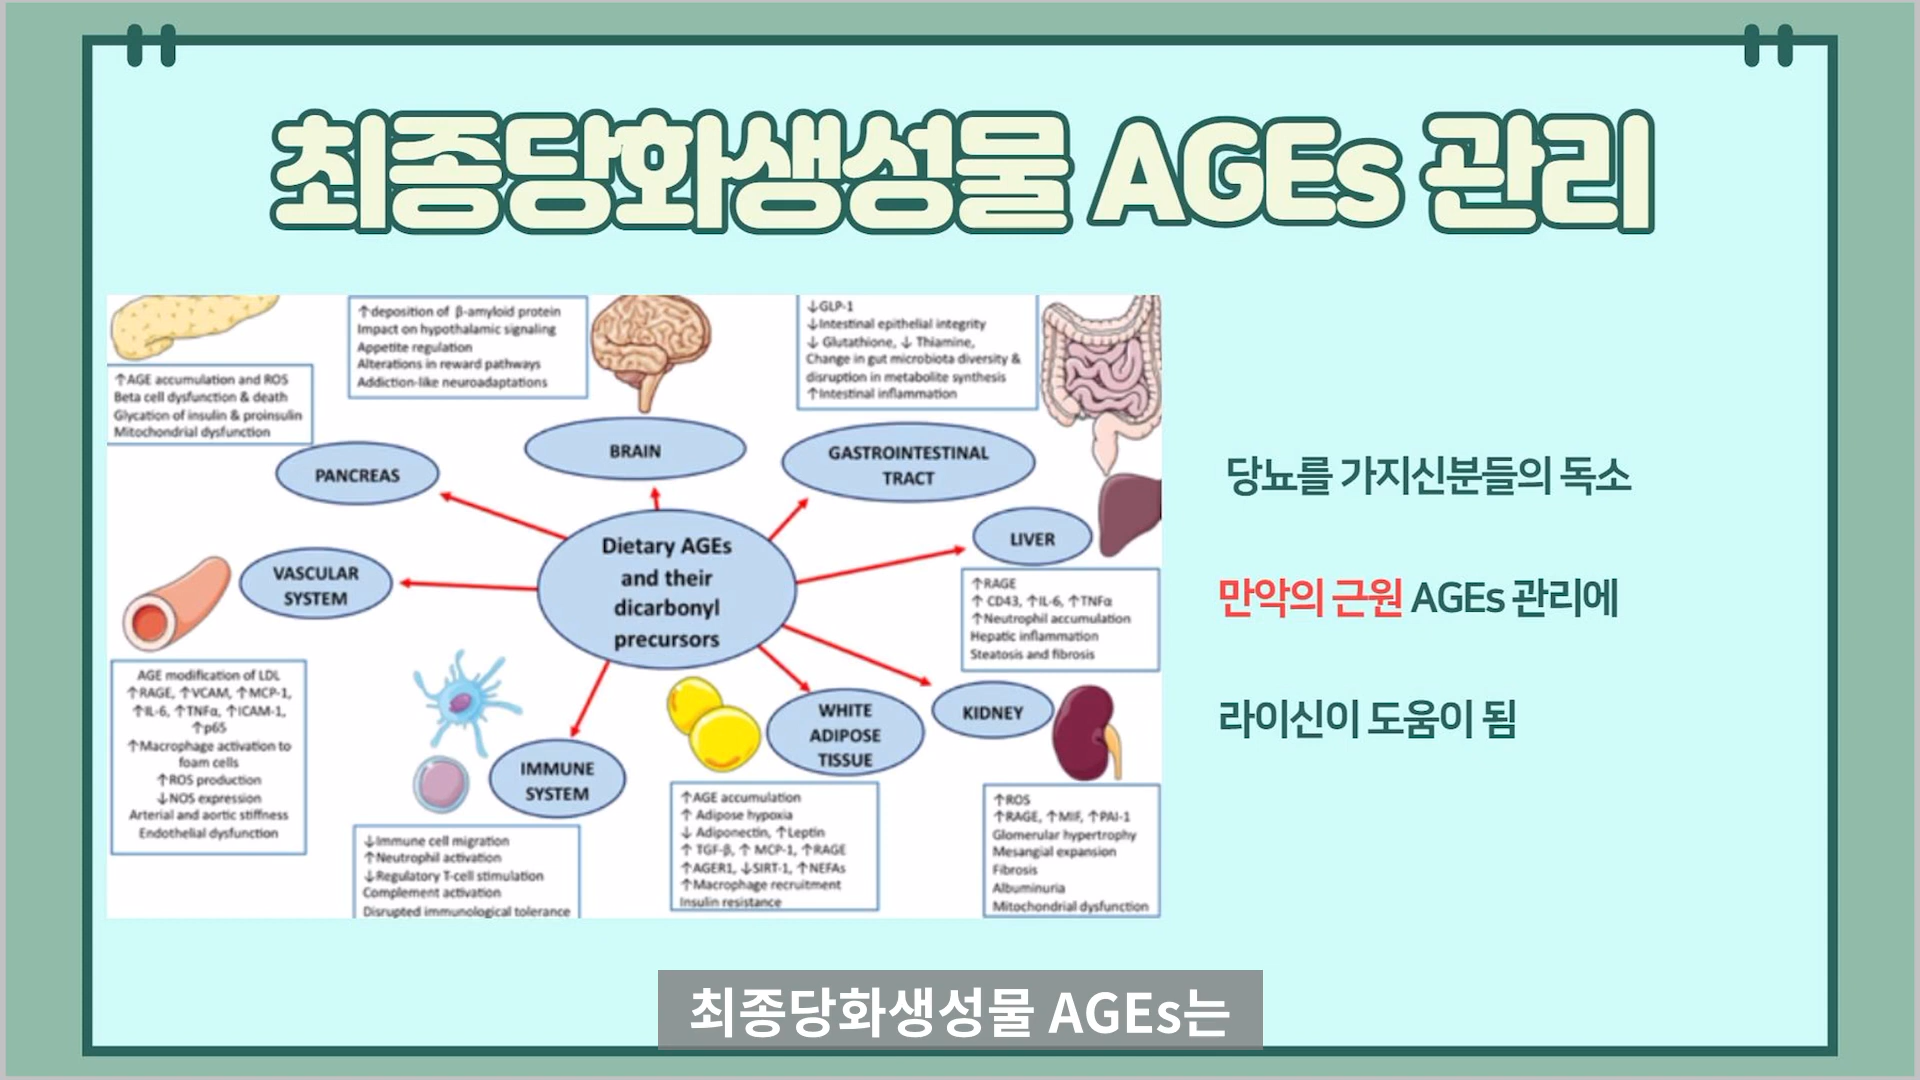 최종당화생성물 AGEs 관리
↑deposition of β-amyloid protein
Impact on hypothalamic signaling
Appetite regulation
Alterations in reward pathways
Addiction-like neuroadaptations
↓GLP-1
↓Intestinal epithelial integrity
↓ Glutathione, ↓ Thiamine,
Change in gut microbiota diversity &
disruption in metabolite synthesis
↑Intestinal inflammation
↑AGE accumulation and ROS
Beta cell dysfunction & death
Glycation of insulin & proinsulin
Mitochondrial dysfunction
PANCREAS
BRAIN
GASTROINTESTINAL
TRACT
LIVER
VASCULAR
SYSTEM
Dietary AGEs
and their
dicarbonyl
precursors
↑RAGE
↑ CD43, ↑IL-6, ↑TNFα
↑Neutrophil accumulation
Hepatic inflammation
Steatosis and fibrosis
AGE modification of LDL
↑RAGE, ↑VCAM, ↑MCP-1,
↑IL-6, ↑TNFα, ↑ICAM-1,
↑p65
↑Macrophage activation to
foam cells
↑ROS production
↓NOS expression
Arterial and aortic stiffness
Endothelial dysfunction
IMMUNE
SYSTEM
WHITE
ADIPOSE
TISSUE
KIDNEY
↓Immune cell migration
↑Neutrophil activation
↓Regulatory T-cell stimulation
Complement activation
Disrupted immunological tolerance
↑AGE accumulation
↑ Adipose hypoxia
↓ Adiponectin, ↑Leptin
↑ TGF-β, ↑ MCP-1, ↑RAGE
↑AGER1, ↓SIRT-1, ↑NEFAs
↑Macrophage recruitment
Insulin resistance
↑ROS
↑RAGE, ↑MIF, ↑PAI-1
Glomerular hypertrophy
Mesangial expansion
Fibrosis
Albuminuria
Mitochondrial dysfunction
당뇨를 가지신분들의 독소
만악의 근원 AGEs 관리에
라이신이 도움이 됨
최종당화생성물 AGEs는